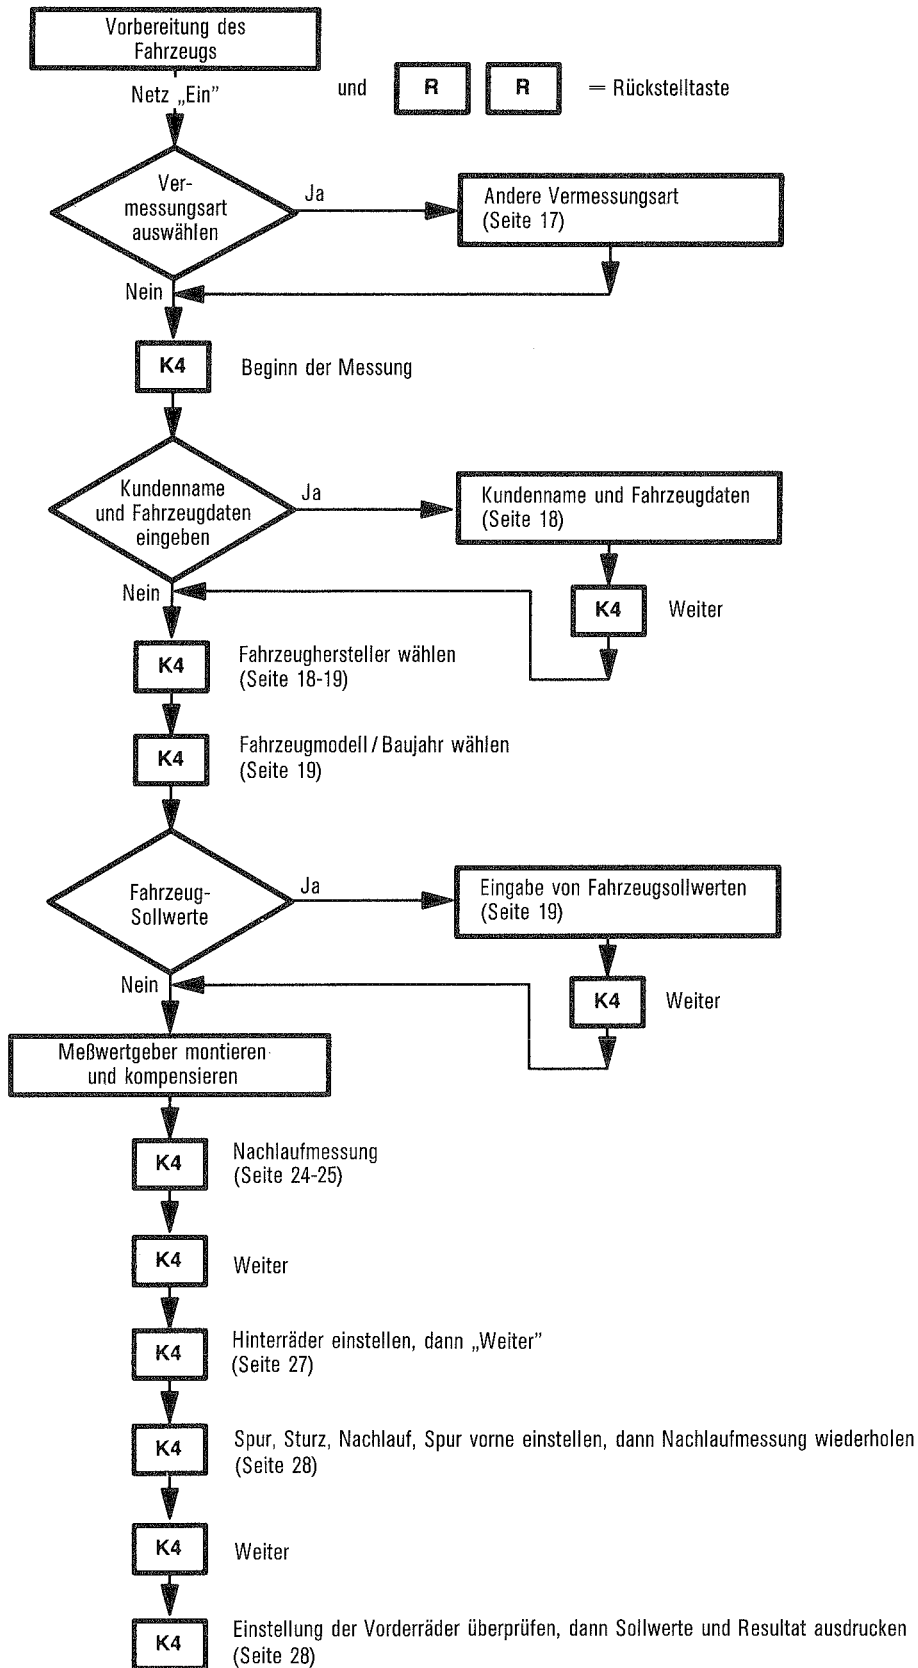 Vorbereitung des
Fahrzeugs
Netz „Ein”
und R R = Rückstelltaste
Ver-
messungsart
auswählen
Ja
Andere Vermessungsart
(Seite 17)
Nein
K4
Beginn der Messung
Kundenname
und Fahrzeugdaten
eingeben
Ja
Kundenname und Fahrzeugdaten
(Seite 18)
Nein
K4
Weiter
K4
Fahrzeughersteller wählen
(Seite 18-19)
K4
Fahrzeugmodell / Baujahr wählen
(Seite 19)
Fahrzeug-
Sollwerte
Ja
Eingabe von Fahrzeugsollwerten
(Seite 19)
Nein
K4
Weiter
Meßwertgeber montieren
und kompensieren
K4
Nachlaufmessung
(Seite 24-25)
K4
Weiter
K4
Hinterräder einstellen, dann „Weiter”
(Seite 27)
K4
Spur, Sturz, Nachlauf, Spur vorne einstellen, dann Nachlaufmessung wiederholen
(Seite 28)
K4
Weiter
K4
Einstellung der Vorderräder überprüfen, dann Sollwerte und Resultat ausdrucken
(Seite 28)